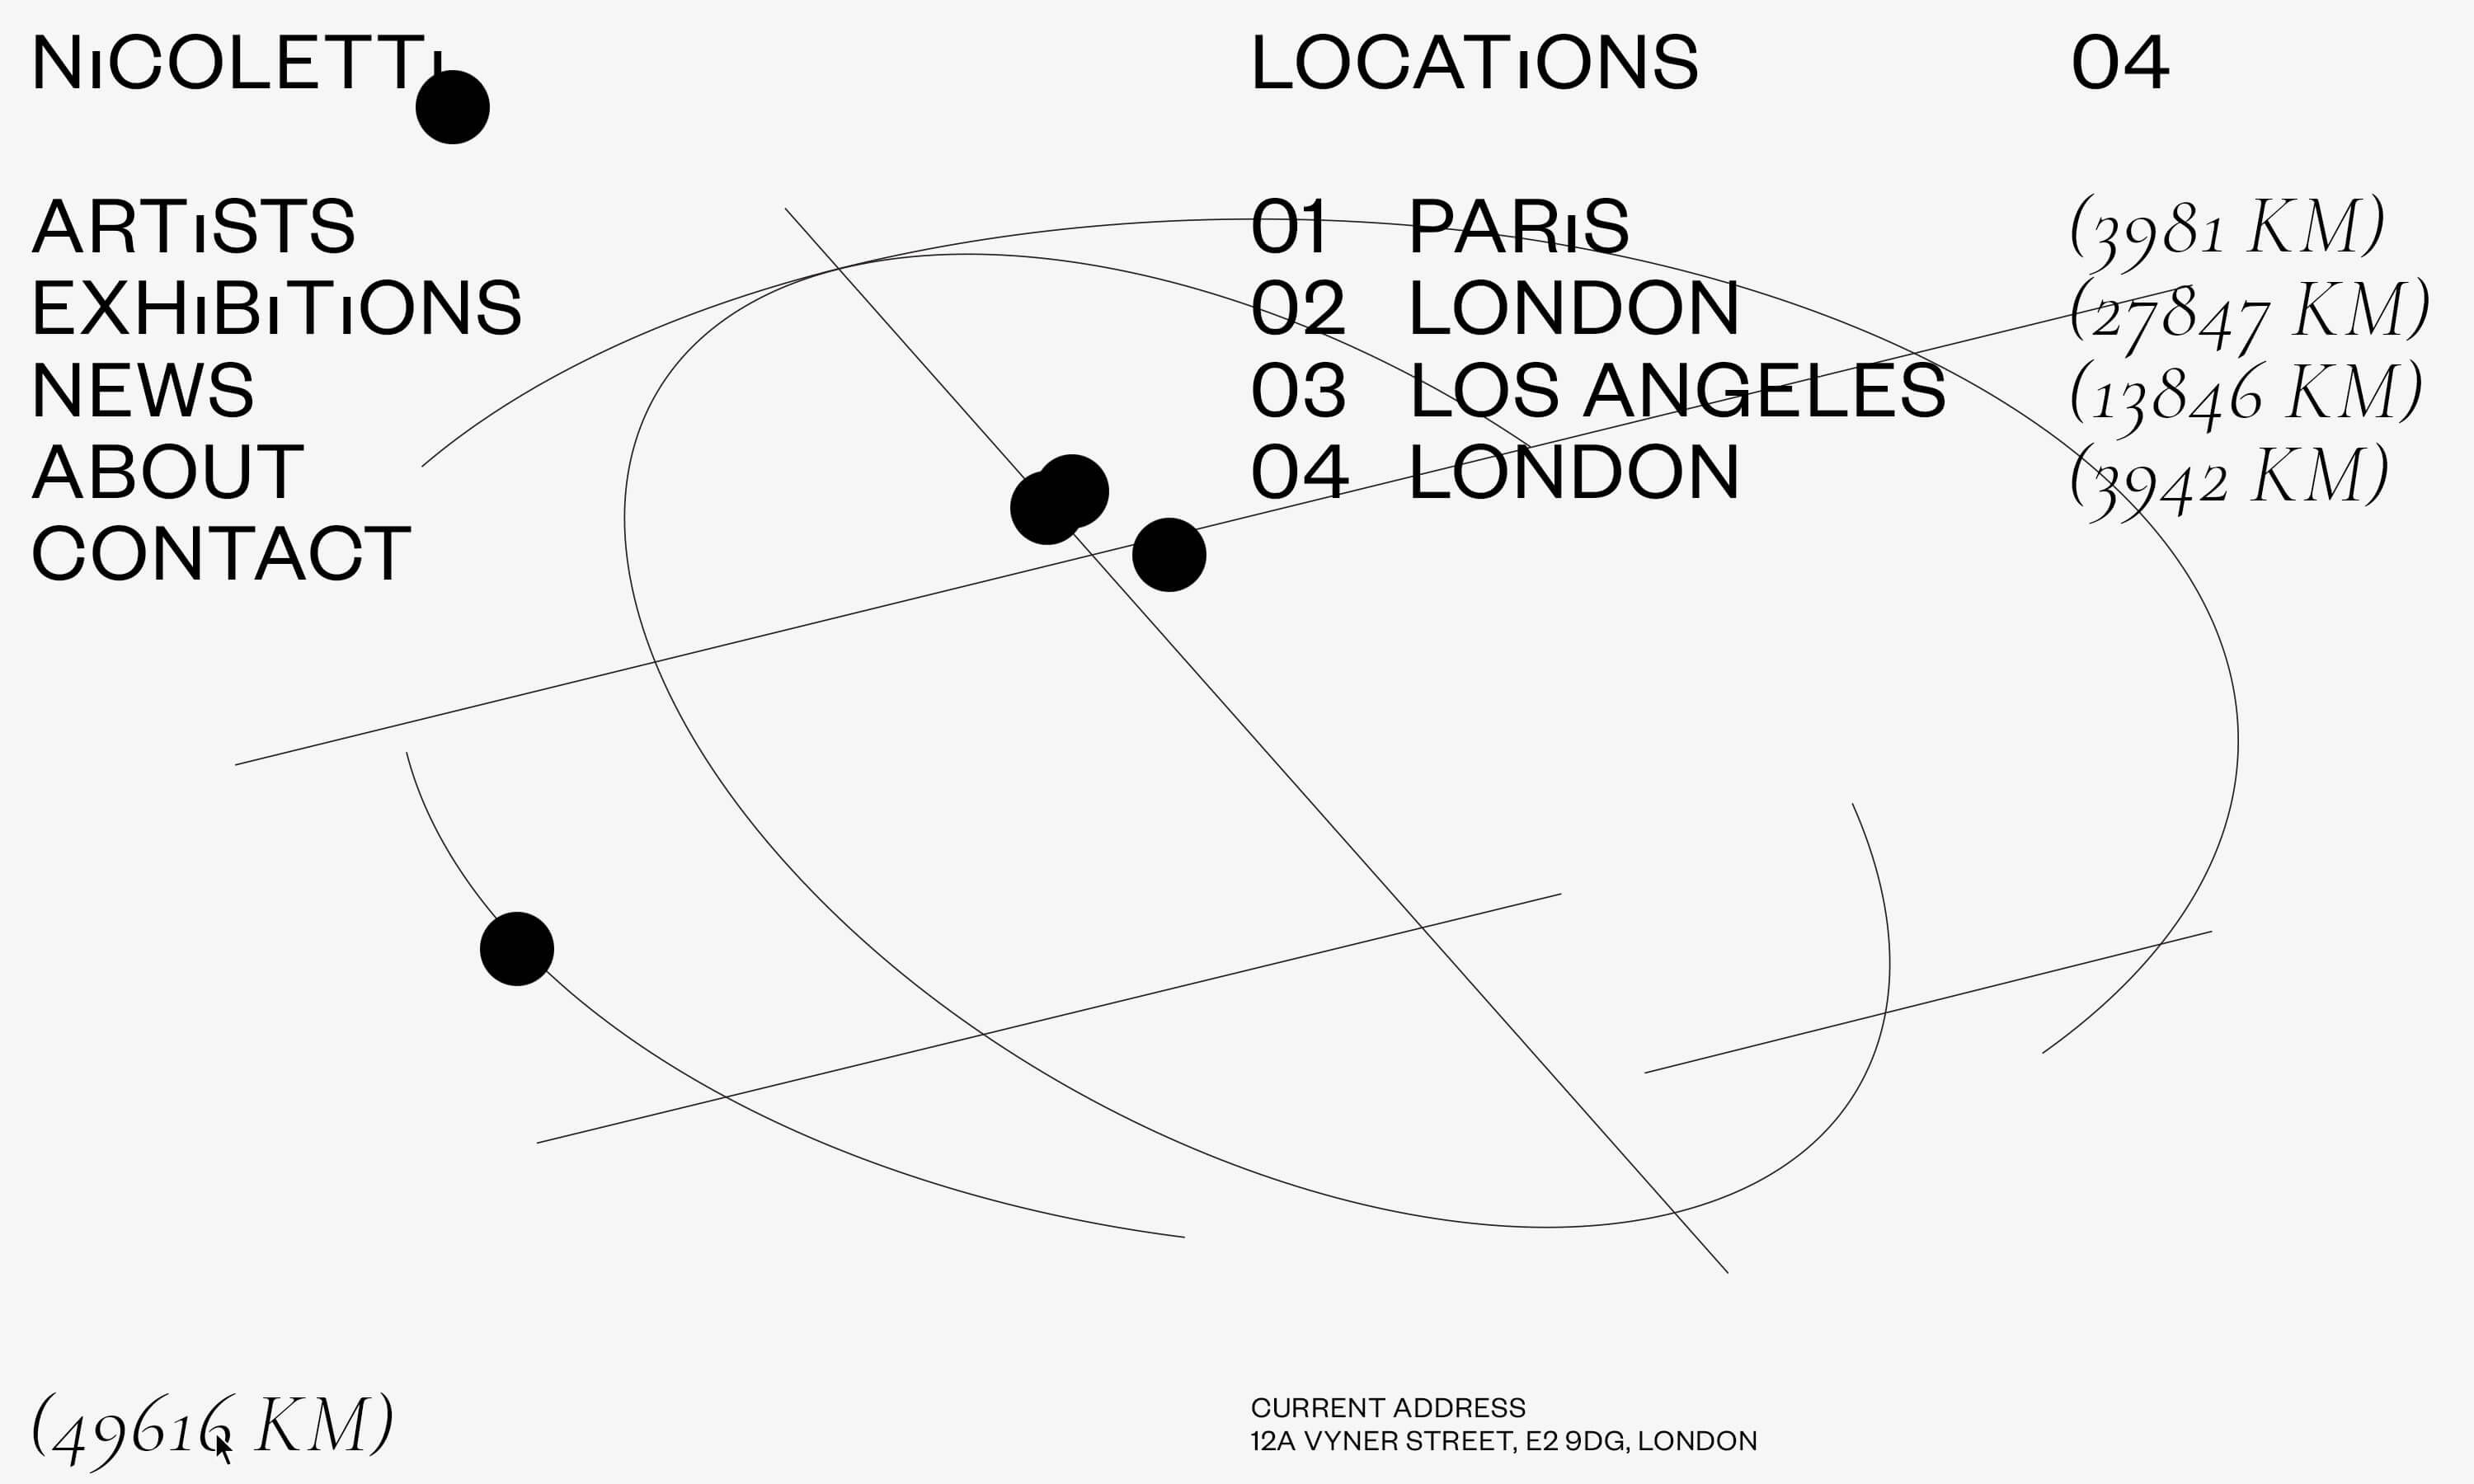 NıCOLETTı
LOCATıONS
04
ARTıSTS
EXHıBıTıONS
NEWS
ABOUT
CONTACT
01 PARıS (3981 KM)
02 LONDON (27847 KM)
03 LOS ANGELES (13846 KM)
04 LONDON (3942 KM)
(49616 KM)
CURRENT ADDRESS
12A VYNER STREET, E2 9DG, LONDON